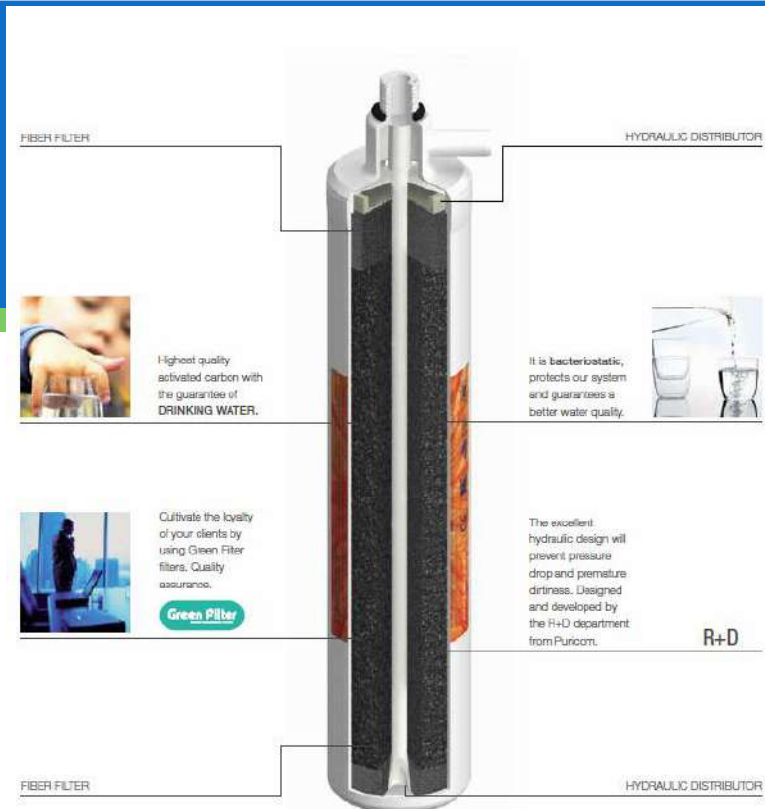 FIBER FILTER
HYDRAULIC DISTRIBUTOR
Highest quality
activated carbon with
the guarantee of
DRINKING WATER.
It is bacteriostatic,
protects our system
and guarantees a
better water quality.
Cultivate the loyalty
of your clients by
using Green Filter
filters. Quality
assurance.
Green Filter
The excellent
hydraulic design will
prevent pressure
drop and premature
dirtiness. Designed
and developed by
the R+D department
from Puricom.
R+D
FIBER FILTER
HYDRAULIC DISTRIBUTOR